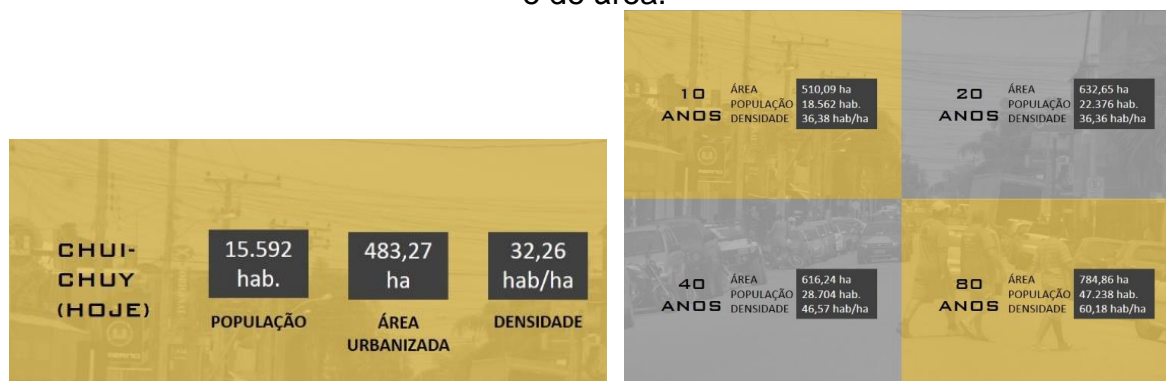 e de área.
CHUI-
CHUY
(HOJE)
15.592
hab.
POPULAÇÃO
483,27
ha
ÁREA
URBANIZADA
32,26
hab/ha
DENSIDADE
10
ANOS
ÁREA 510,09 ha
POPULAÇÃO 18.562 hab.
DENSIDADE 36,38 hab/ha
20
ANOS
ÁREA 632,65 ha
POPULAÇÃO 22.376 hab.
DENSIDADE 36,36 hab/ha
40
ANOS
ÁREA 616,24 ha
POPULAÇÃO 28.704 hab.
DENSIDADE 46,57 hab/ha
80
ANOS
ÁREA 784,86 ha
POPULAÇÃO 47.238 hab.
DENSIDADE 60,18 hab/ha